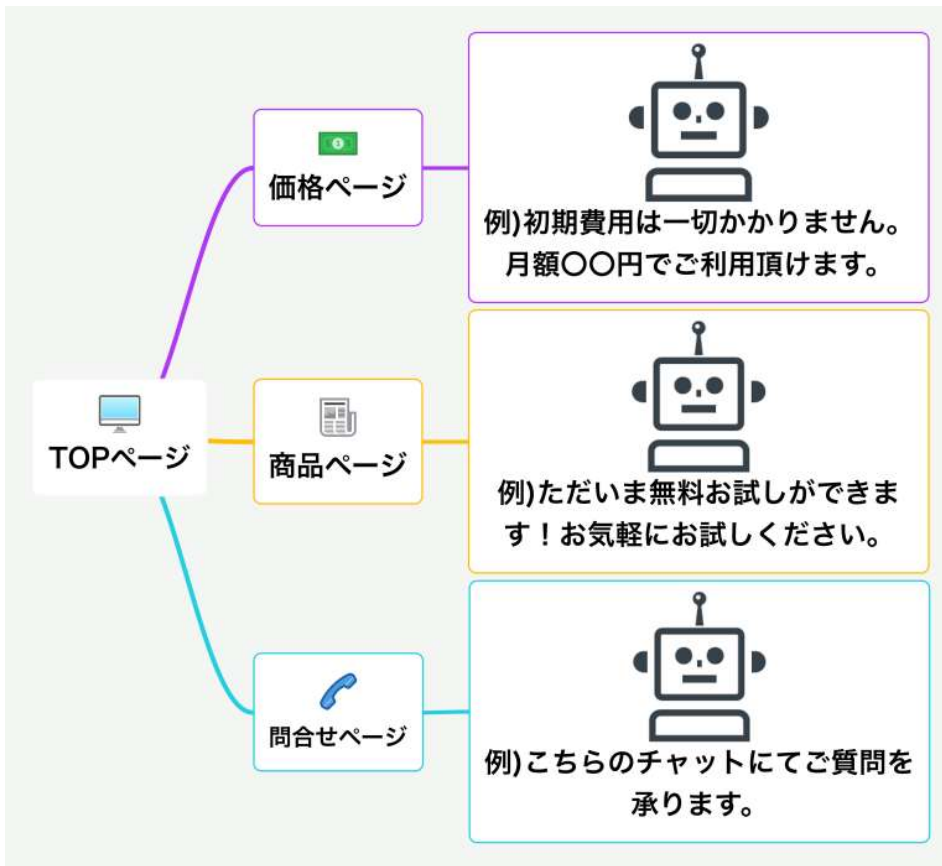 価格ページ
例)初期費用は一切かかりません。
月額〇〇円でご利用頂けます。
TOPページ
商品ページ
例)ただいま無料お試しができま
す！お気軽にお試しください。
問合せページ
例)こちらのチャットにてご質問を
承ります。